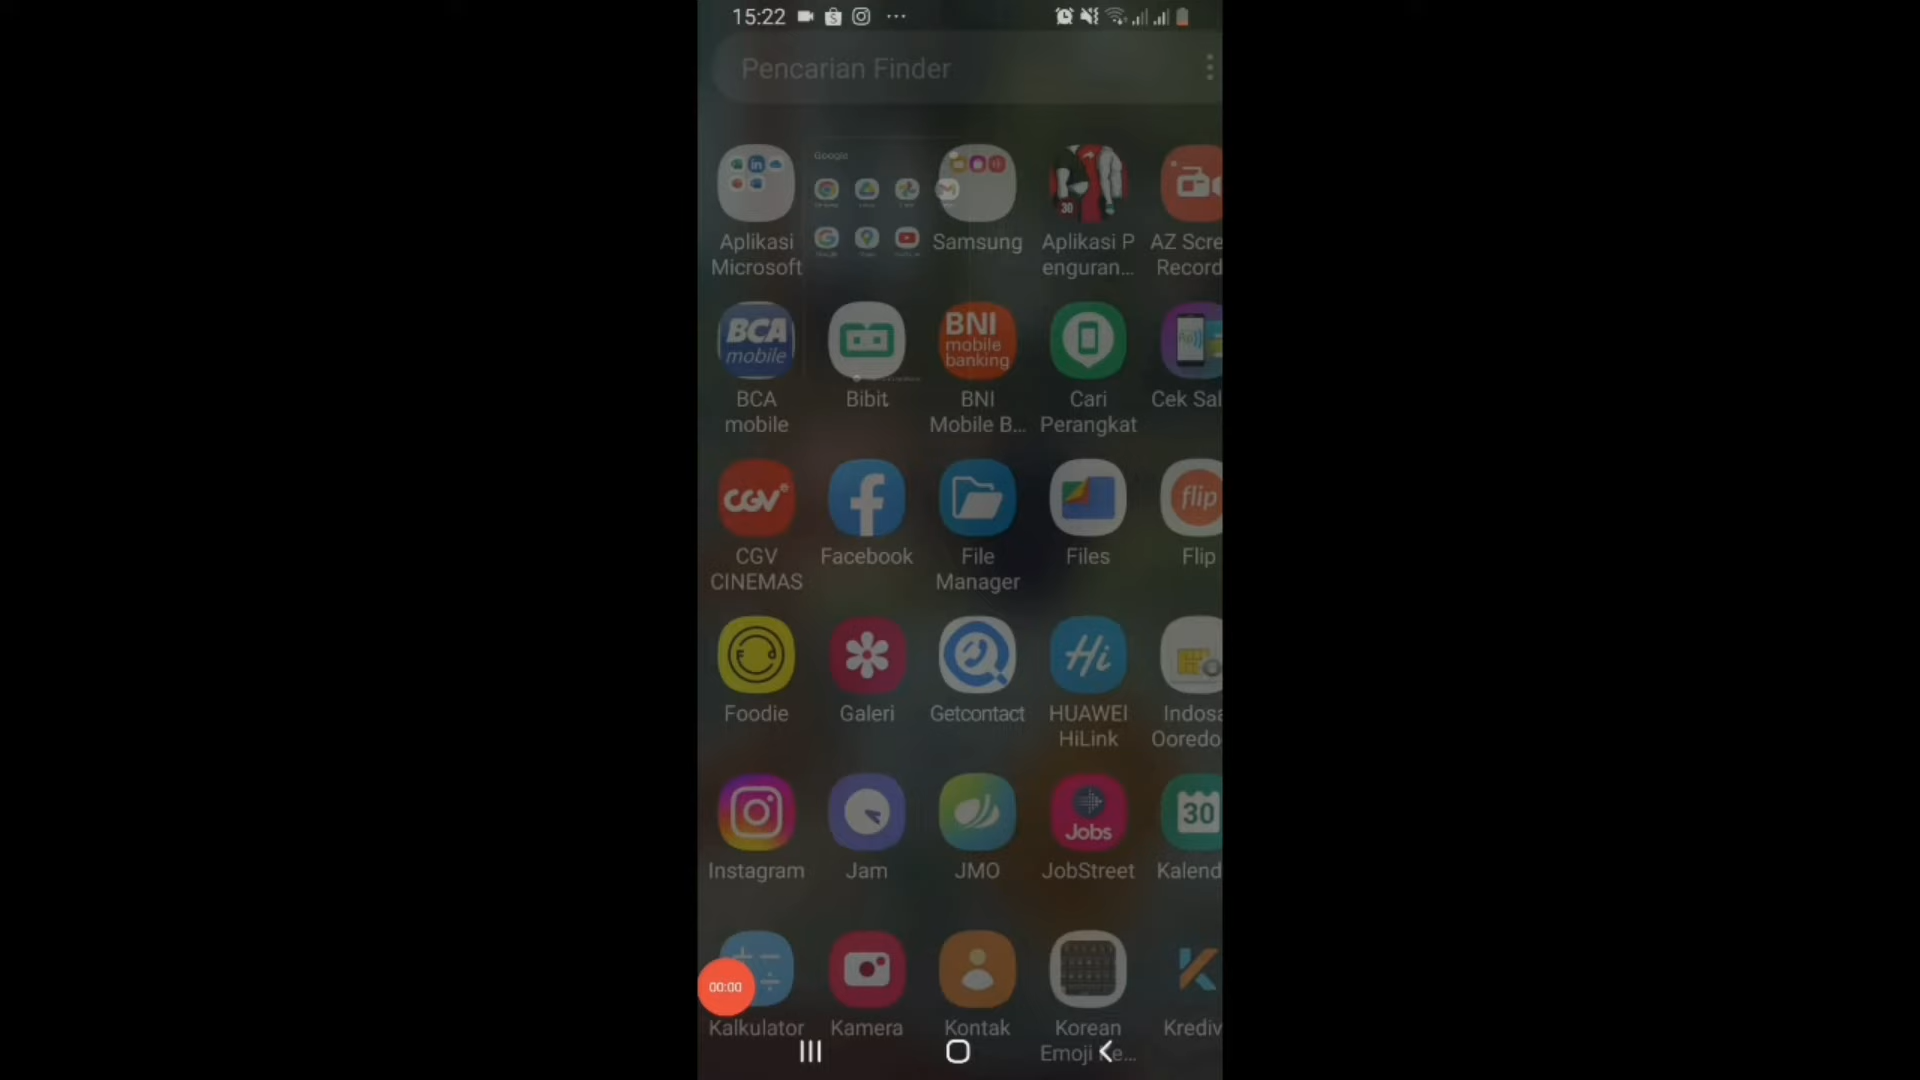 15:22
Pencarian Finder
Google
Aplikasi
Microsoft
Samsung
30
Aplikasi P
enguran...
AZ Scre
Record
BCA
mobile
BCA
mobile
Bibit
BNI
mobile
banking
BNI
Mobile B...
Cari
Perangkat
Cek Sal
CGV
CGV
CINEMAS
Facebook
File
Manager
Files
flip
Flip
Foodie
Galeri
Getcontact
Hi
HUAWEI
HiLink
Indosa
Ooredo
Instagram
Jam
JMO
Jobs
JobStreet
30
Kalend
00:00
Kalkulator
Kamera
Kontak
Korean
Emoji Ke...
Krediv